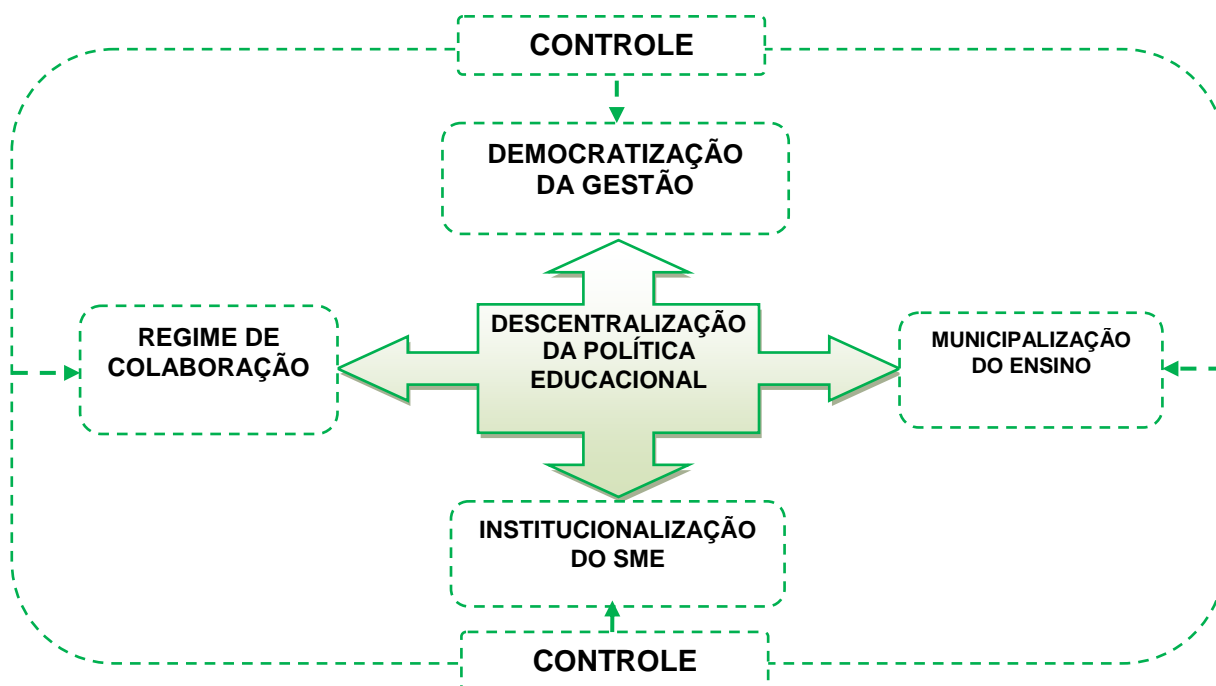 CONTROLE
DEMOCRATIZAÇÃO
DA GESTÃO
REGIME DE
COLABORAÇÃO
DESCENTRALIZAÇÃO
DA POLÍTICA
EDUCACIONAL
MUNICIPALIZAÇÃO
DO ENSINO
INSTITUCIONALIZAÇÃO
DO SME
CONTROLE